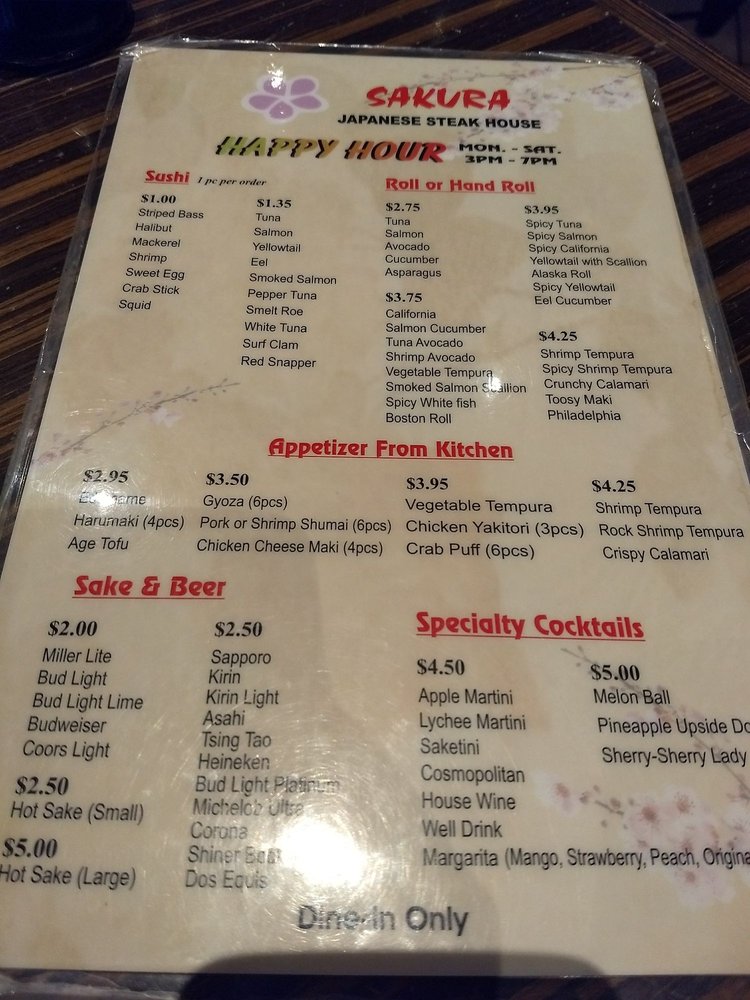 SAKURA
JAPANESE STEAK HOUSE
HAPPY HOUR
MON. - SAT.
3PM - 7PM
Sushi 1 pc per order
$1.00
Striped Bass
Halibut
Mackerel
Shrimp
Sweet Egg
Crab Stick
Squid
$1.35
Tuna
Salmon
Yellowtail
Eel
Smoked Salmon
Pepper Tuna
Smelt Roe
White Tuna
Surf Clam
Red Snapper
Roll or Hand Roll
$2.75
Tuna
Salmon
Avocado
Cucumber
Asparagus
$3.75
California
Salmon Cucumber
Tuna Avocado
Shrimp Avocado
Vegetable Tempura
Smoked Salmon Scallion
Spicy White fish
Boston Roll
$3.95
Spicy Tuna
Spicy Salmon
Spicy California
Yellowtail with Scallion
Alaska Roll
Spicy Yellowtail
Eel Cucumber
$4.25
Shrimp Tempura
Spicy Shrimp Tempura
Crunchy Calamari
Toosy Maki
Philadelphia
Appetizer From Kitchen
$2.95
Edamame
Harumaki (4pcs)
Age Tofu
$3.50
Gyoza (6pcs)
Pork or Shrimp Shumai (6pcs)
Chicken Cheese Maki (4pcs)
$3.95
Vegetable Tempura
Chicken Yakitori (3pcs)
Crab Puff (6pcs)
$4.25
Shrimp Tempura
Rock Shrimp Tempura
Crispy Calamari
Sake & Beer
$2.00
Miller Lite
Bud Light
Bud Light Lime
Budweiser
Coors Light
$2.50
Hot Sake (Small)
$5.00
Hot Sake (Large)
$2.50
Sapporo
Kirin
Kirin Light
Asahi
Tsing Tao
Heineken
Bud Light Platinum
Michelob Ultra
Corona
Shiner Bock
Dos Equis
Specialty Cocktails
$4.50
Apple Martini
Lychee Martini
Saketini
Cosmopolitan
House Wine
Well Drink
Margarita (Mango, Strawberry, Peach, Origina
$5.00
Melon Ball
Pineapple Upside Do
Sherry-Sherry Lady
Dine-In Only